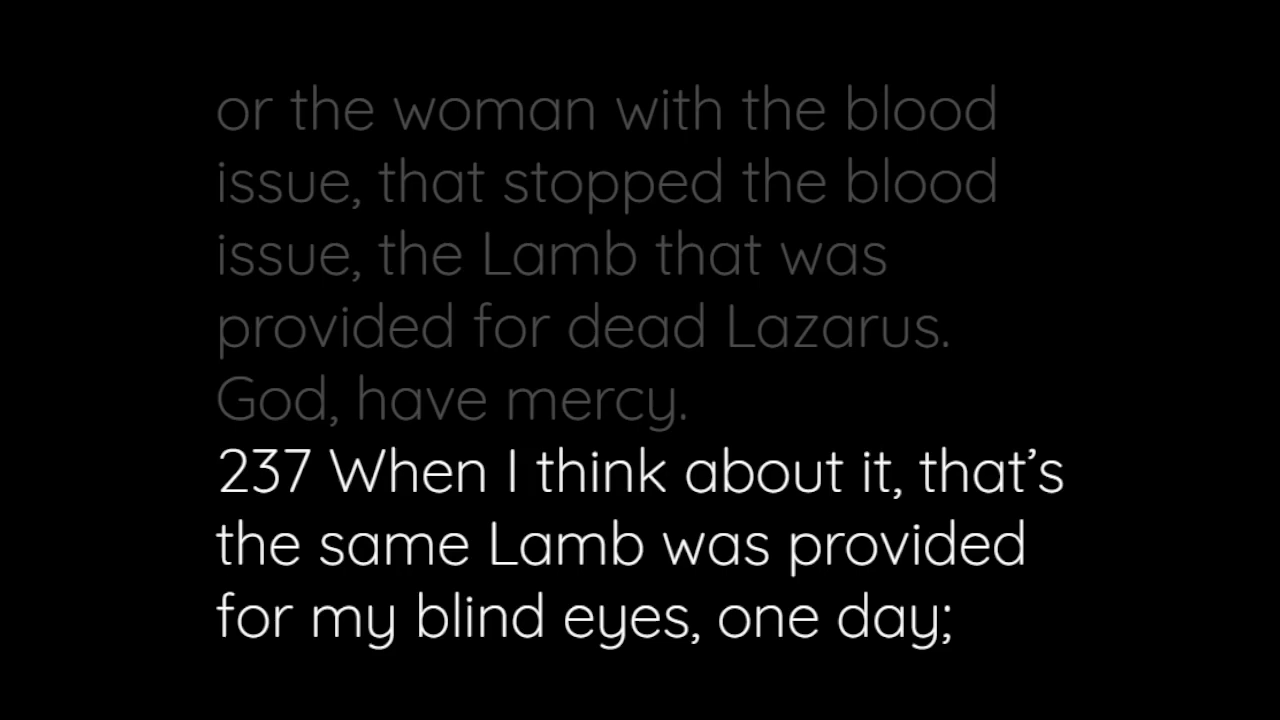 or the woman with the blood
issue, that stopped the blood
issue, the Lamb that was
provided for dead Lazarus.
God, have mercy.
237 When I think about it, that’s
the same Lamb was provided
for my blind eyes, one day;